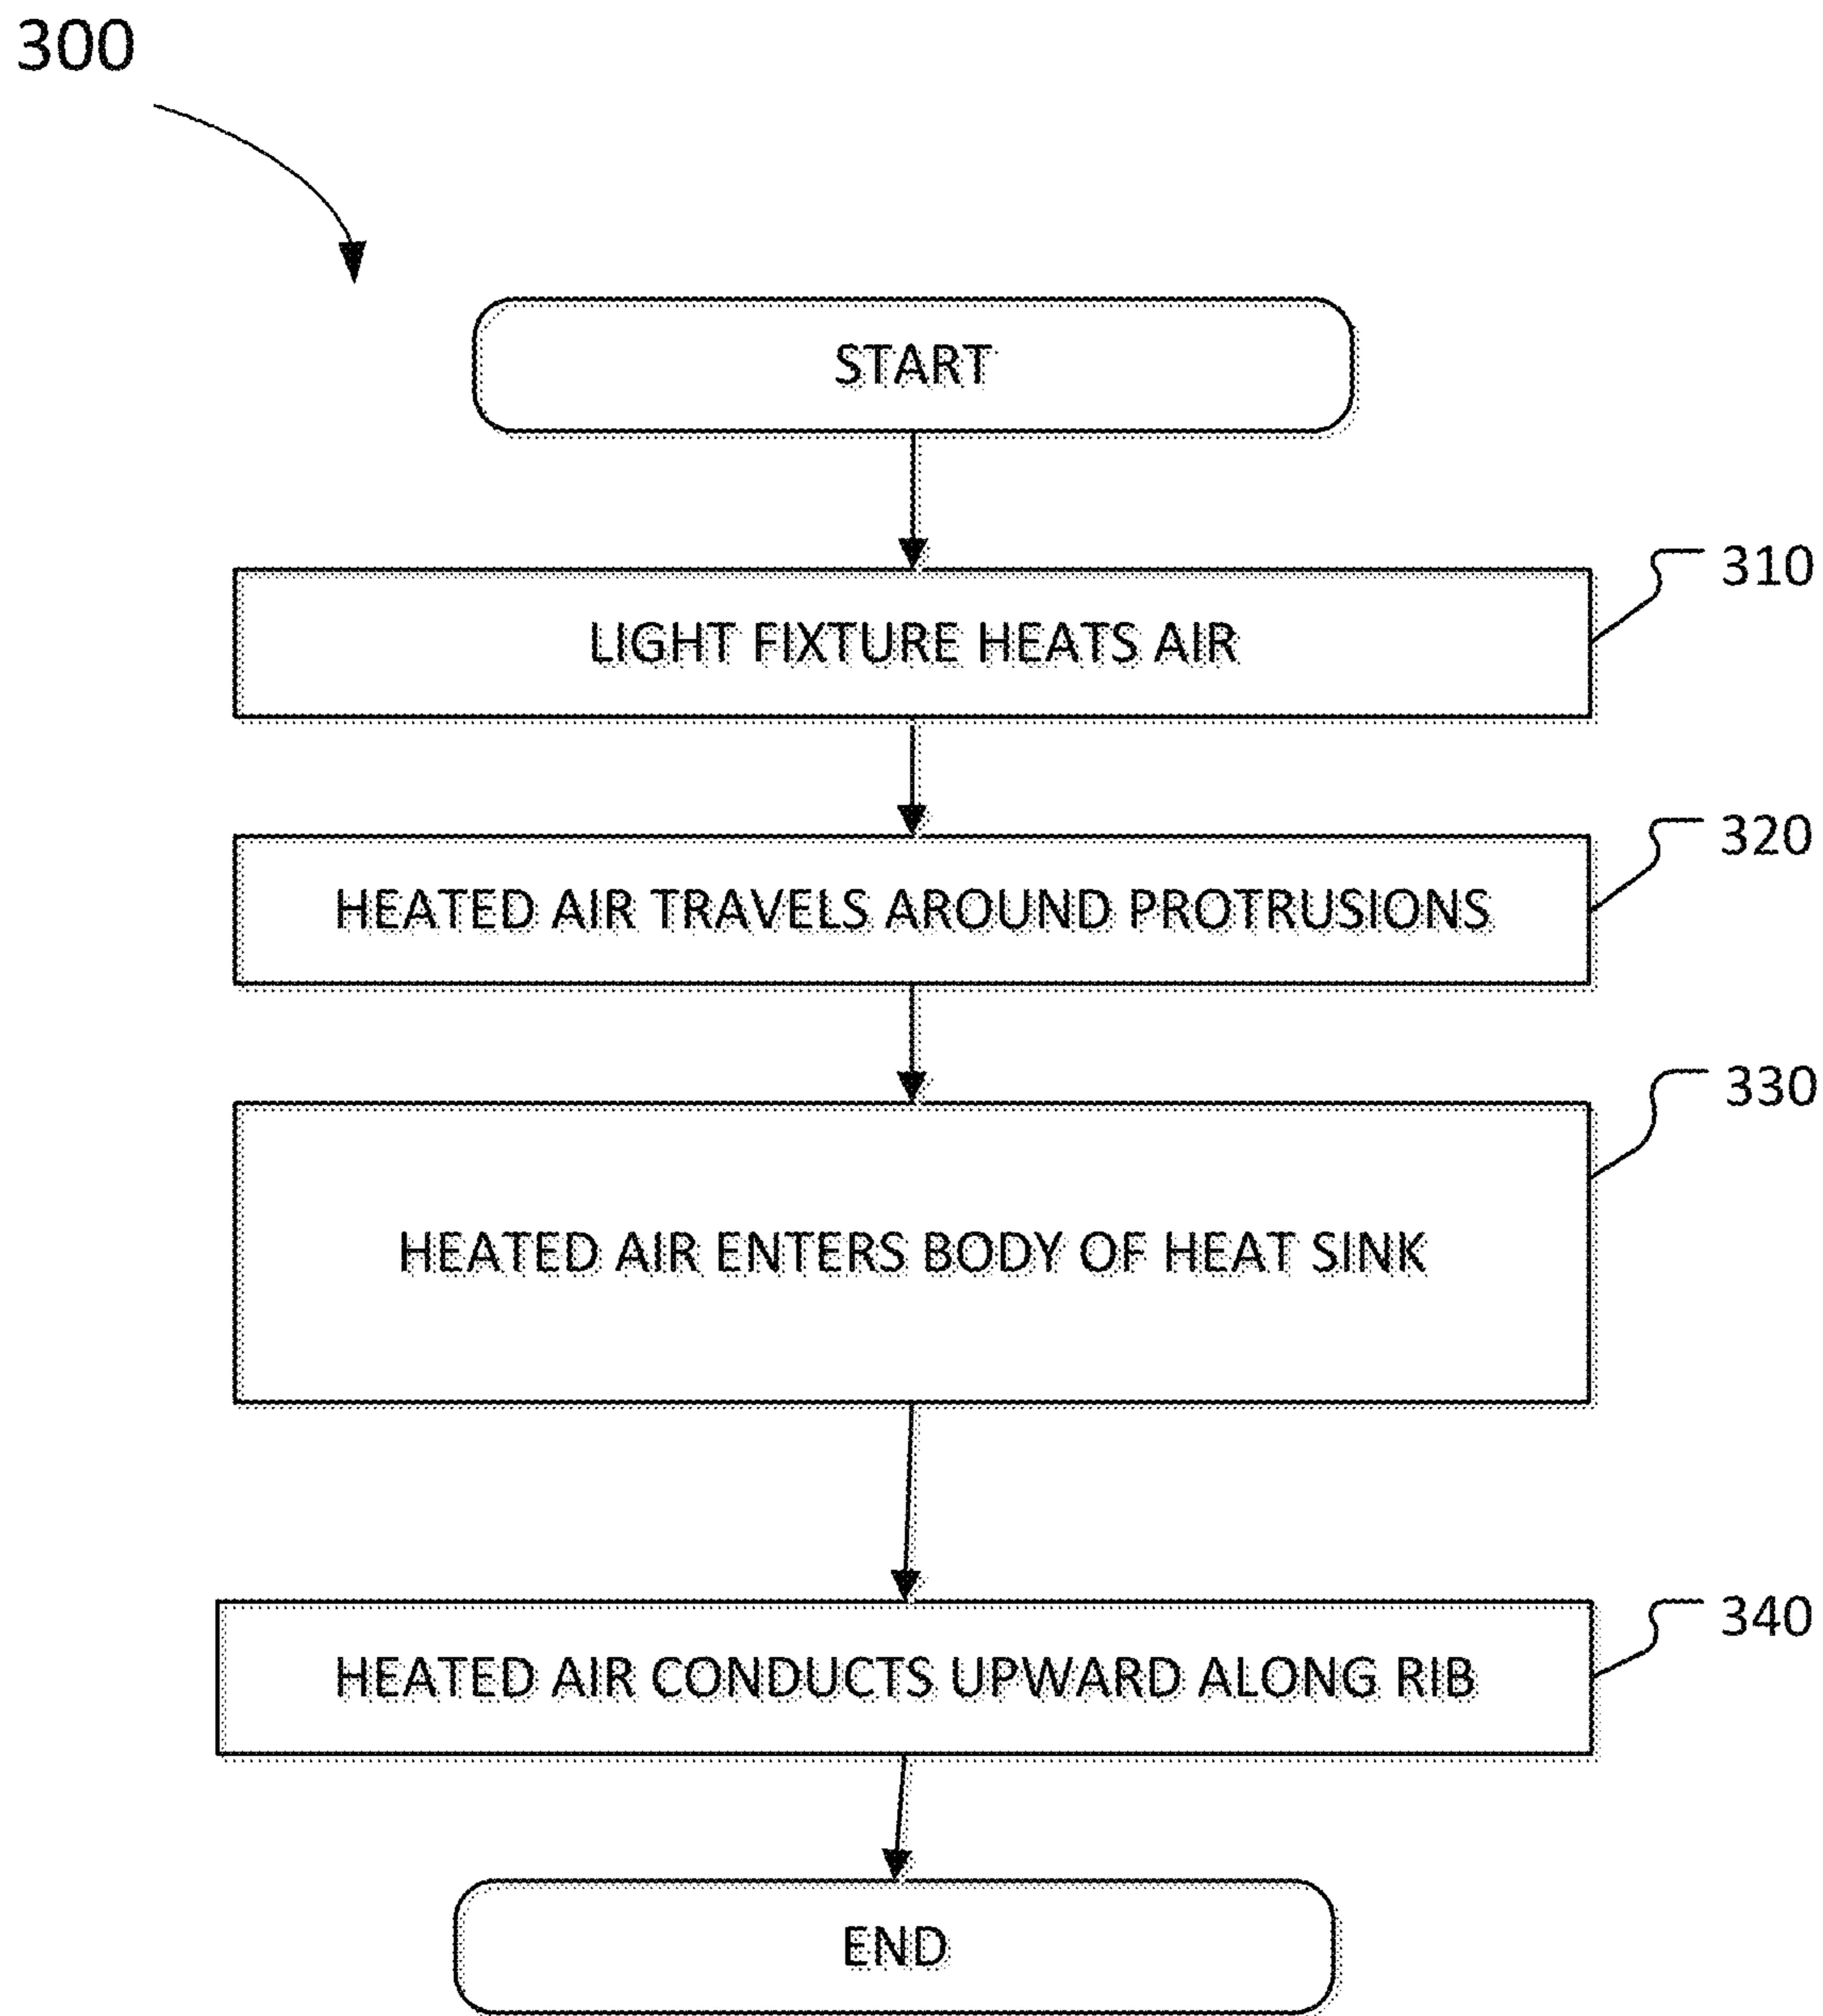 300
START
310
LIGHT FIXTURE HEATS AIR
320
HEATED AIR TRAVELS AROUND PROTRUSIONS
330
HEATED AIR ENTERS BODY OF HEAT SINK
340
HEATED AIR CONDUCTS UPWARD ALONG RIB
END